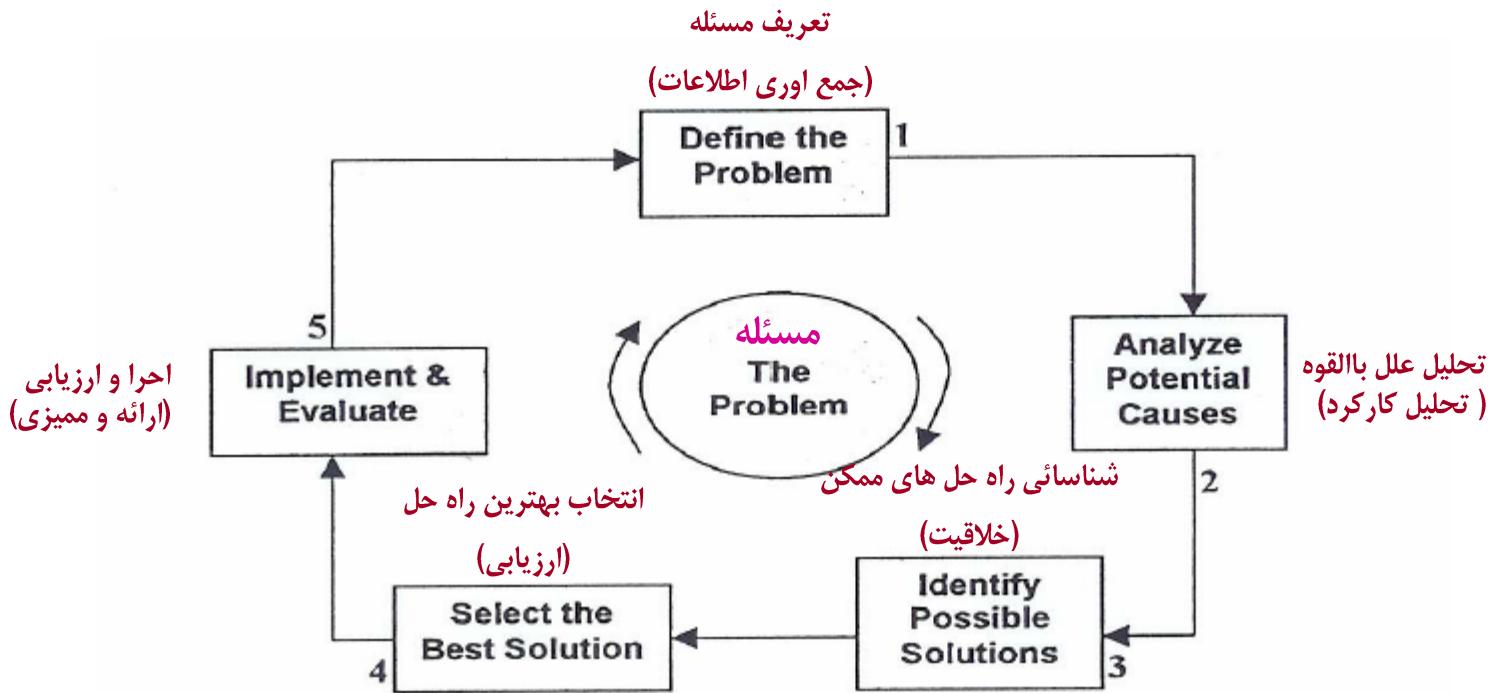 تعریف مسئله
(جمع اوری اطلاعات)
Define the
Problem
1
تحلیل علل باالقوه
( تحلیل کارکرد)
Analyze
Potential
Causes
2
شناسائی راه حل های ممکن
(خلاقیت)
Identify
Possible
Solutions
3
انتخاب بهترین راه حل
(ارزیابی)
Select the
Best Solution
4
احرا و ارزیابی
(ارائه و ممیزی)
Implement &
Evaluate
5
مسئله
The
Problem